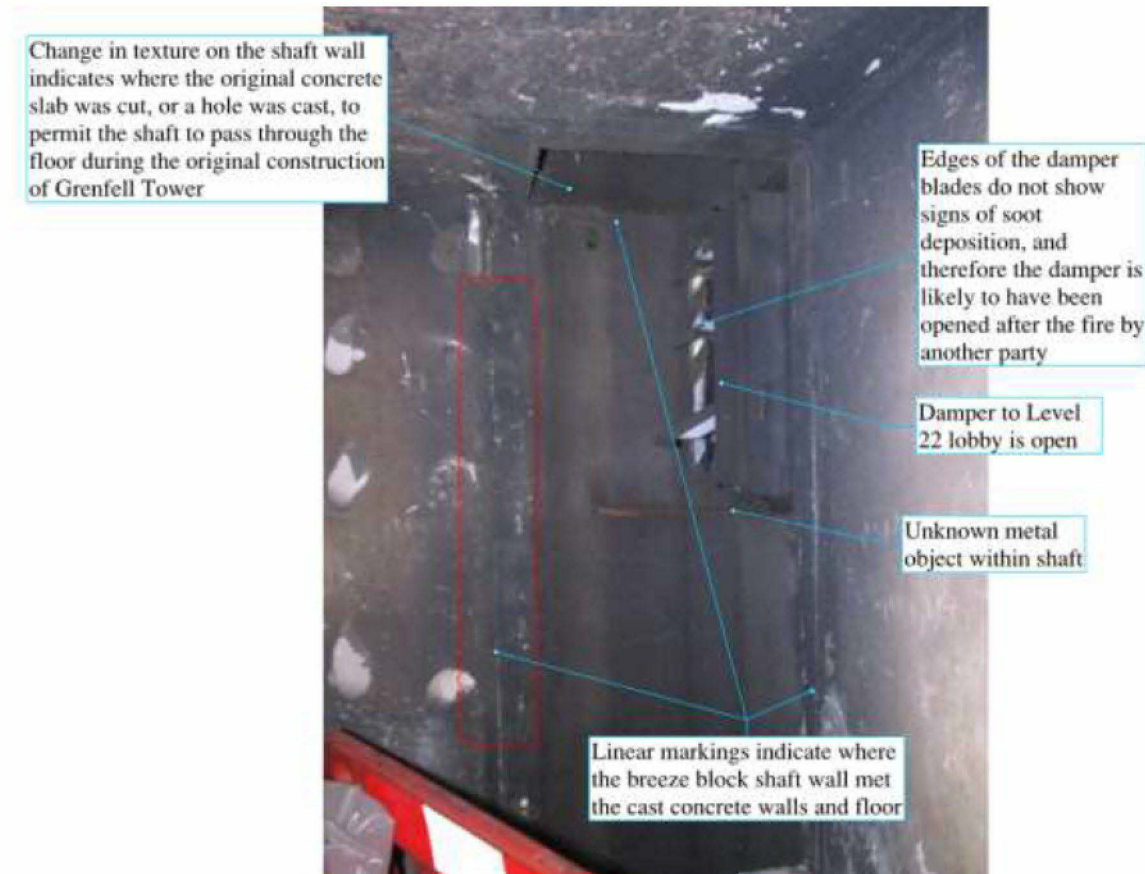 Change in texture on the shaft wall
indicates where the original concrete
slab was cut, or a hole was cast, to
permit the shaft to pass through the
floor during the original construction
of Grenfell Tower
Edges of the damper
blades do not show
signs of soot
deposition, and
therefore the damper is
likely to have been
opened after the fire by
another party
Damper to Level
22 lobby is open
Unknown metal
object within shaft
Linear markings indicate where
the breeze block shaft wall met
the cast concrete walls and floor